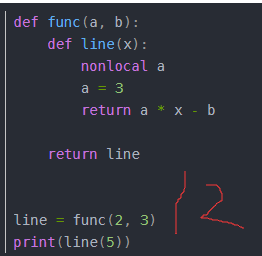 def func(a, b):
    def line(x):
        nonlocal a
        a = 3
        return a * x - b

    return line

line = func(2, 3)
print(line(5))
12